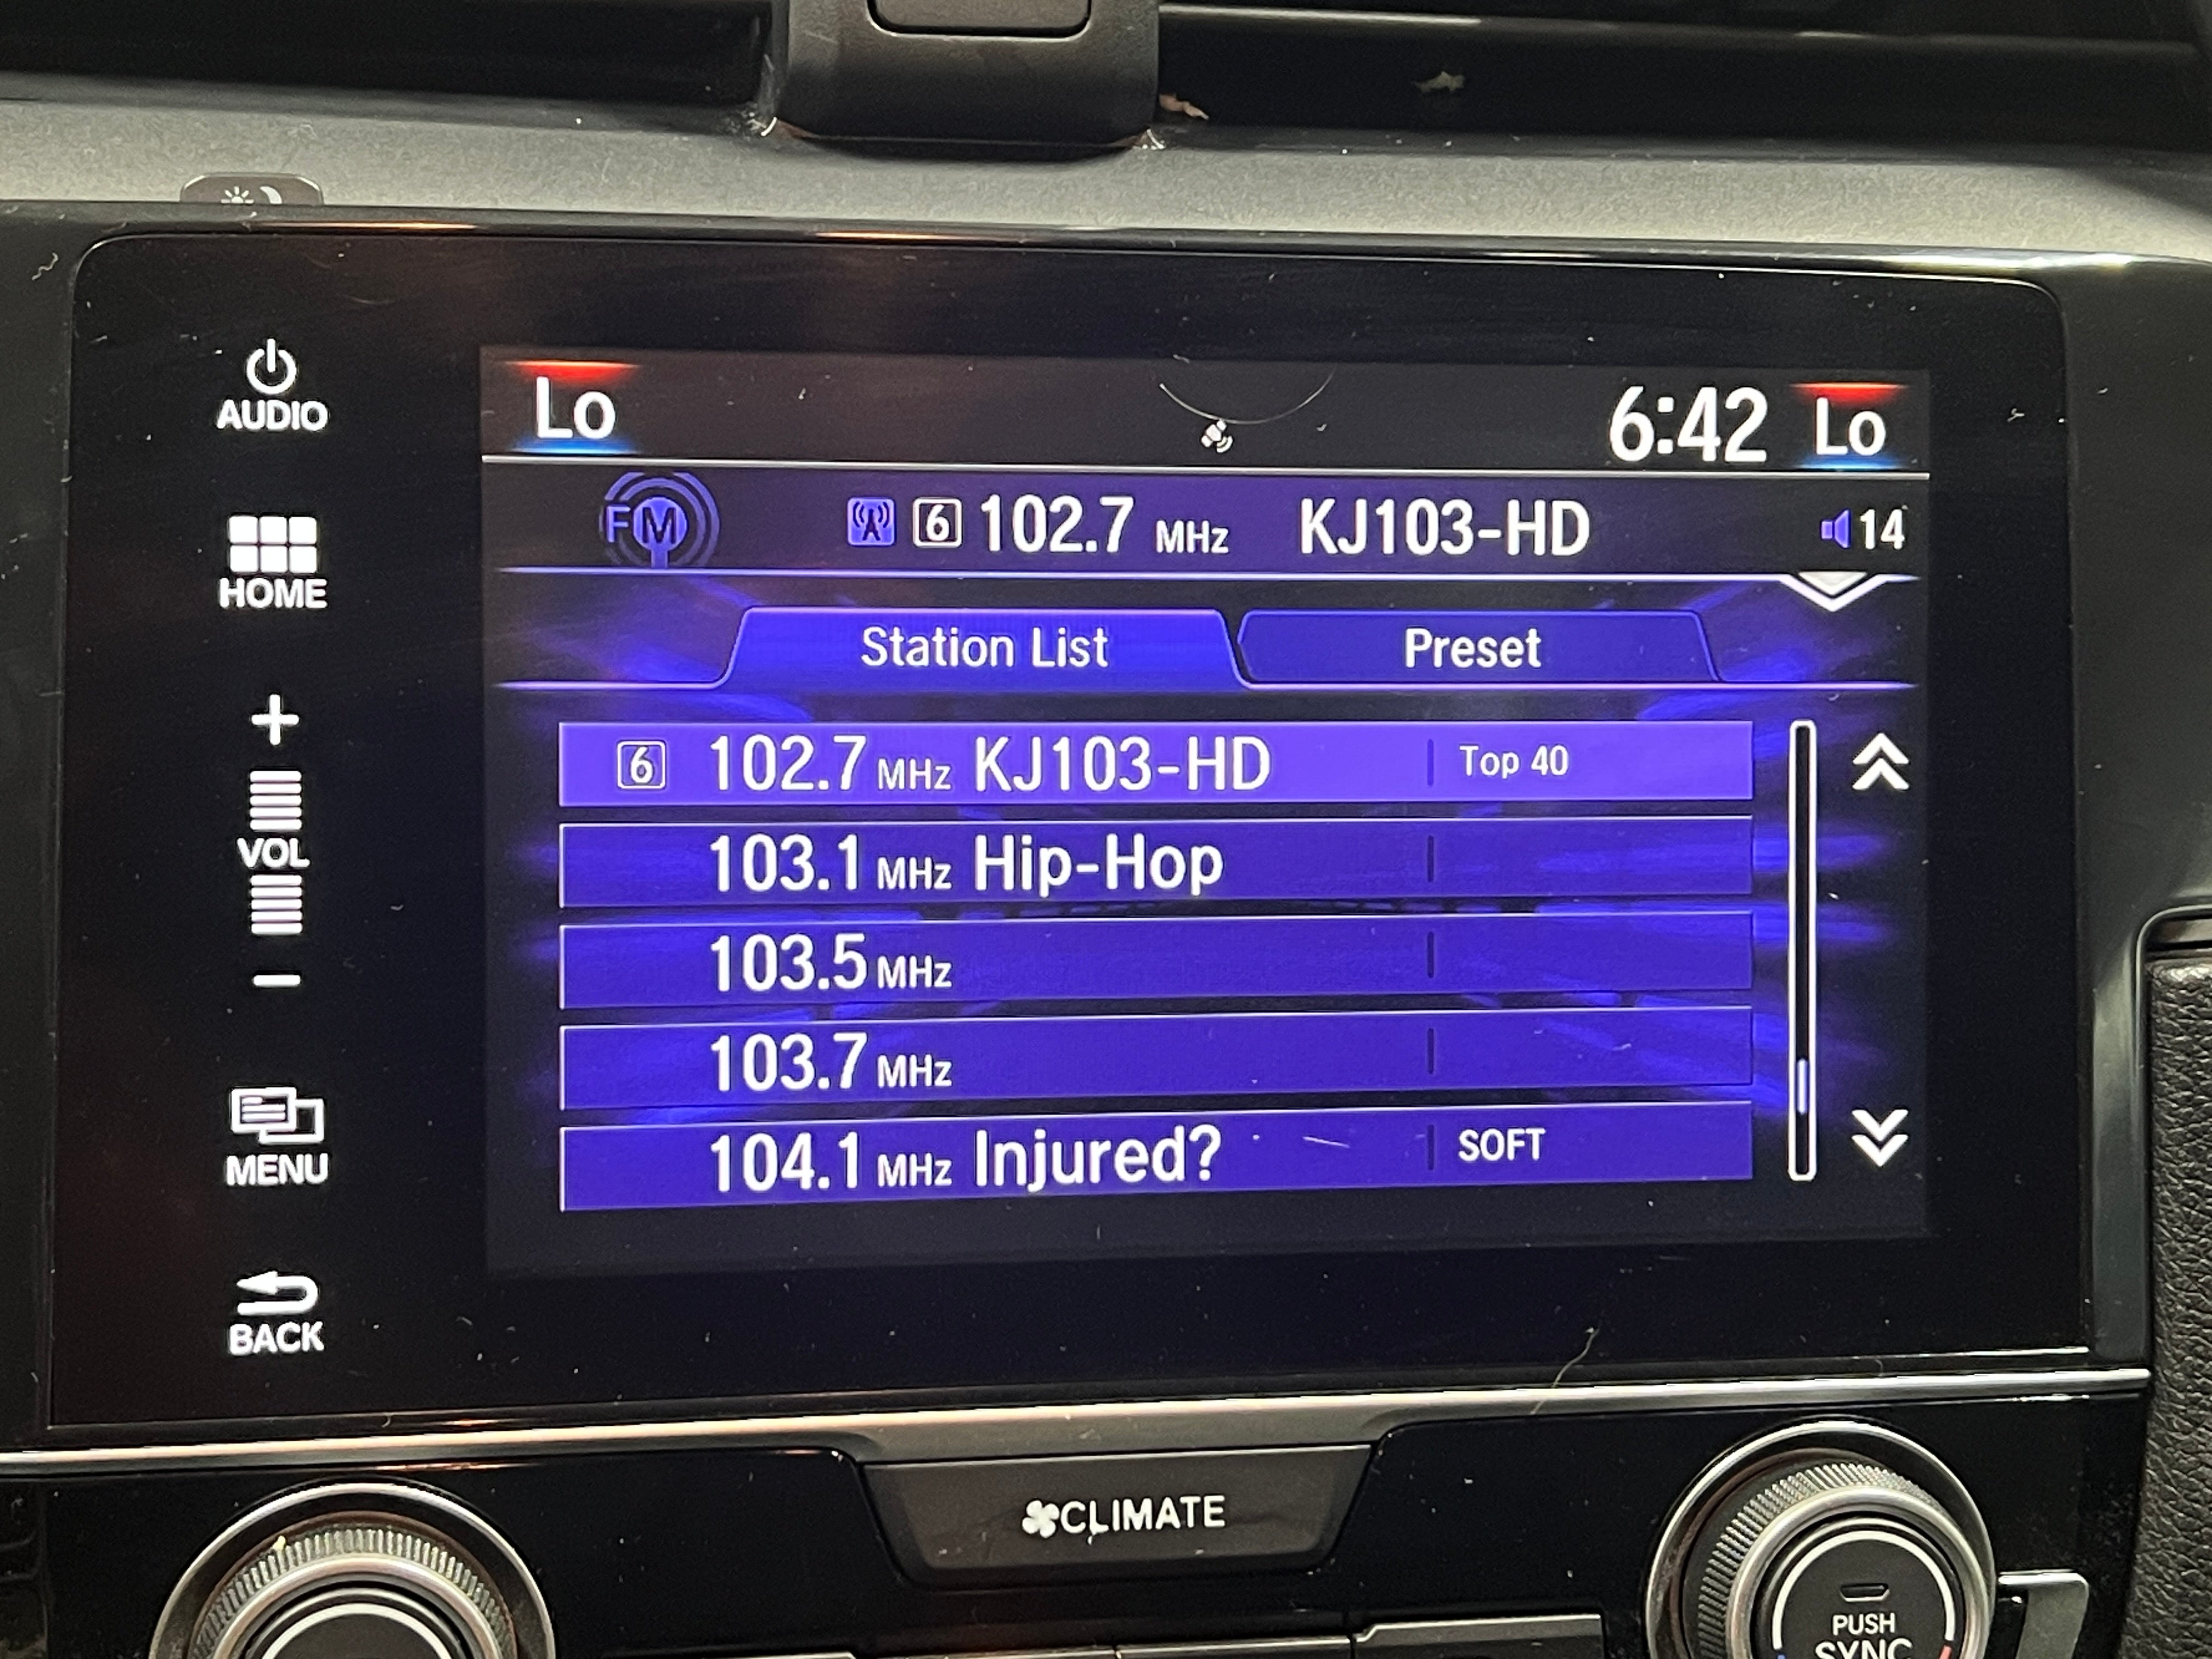 AUDIO
HOME
+
VOL
–
MENU
BACK
Lo
6:42 Lo
FM 6 102.7 MHz KJ103-HD 14
Station List Preset
6 102.7 MHz KJ103-HD Top 40
103.1 MHz Hip-Hop
103.5 MHz
103.7 MHz
104.1 MHz Injured? SOFT
CLIMATE
PUSH
SYNC